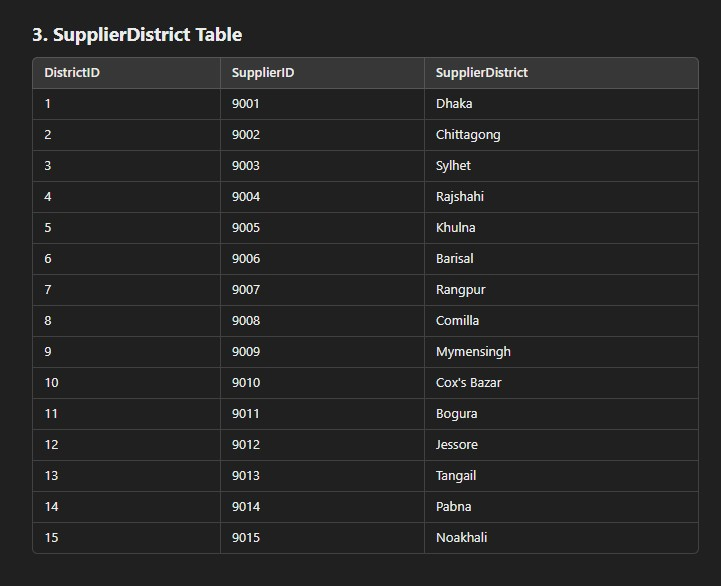 3. SupplierDistrict Table
DistrictID SupplierID SupplierDistrict
1 9001 Dhaka
2 9002 Chittagong
3 9003 Sylhet
4 9004 Rajshahi
5 9005 Khulna
6 9006 Barisal
7 9007 Rangpur
8 9008 Comilla
9 9009 Mymensingh
10 9010 Cox's Bazar
11 9011 Bogura
12 9012 Jessore
13 9013 Tangail
14 9014 Pabna
15 9015 Noakhali